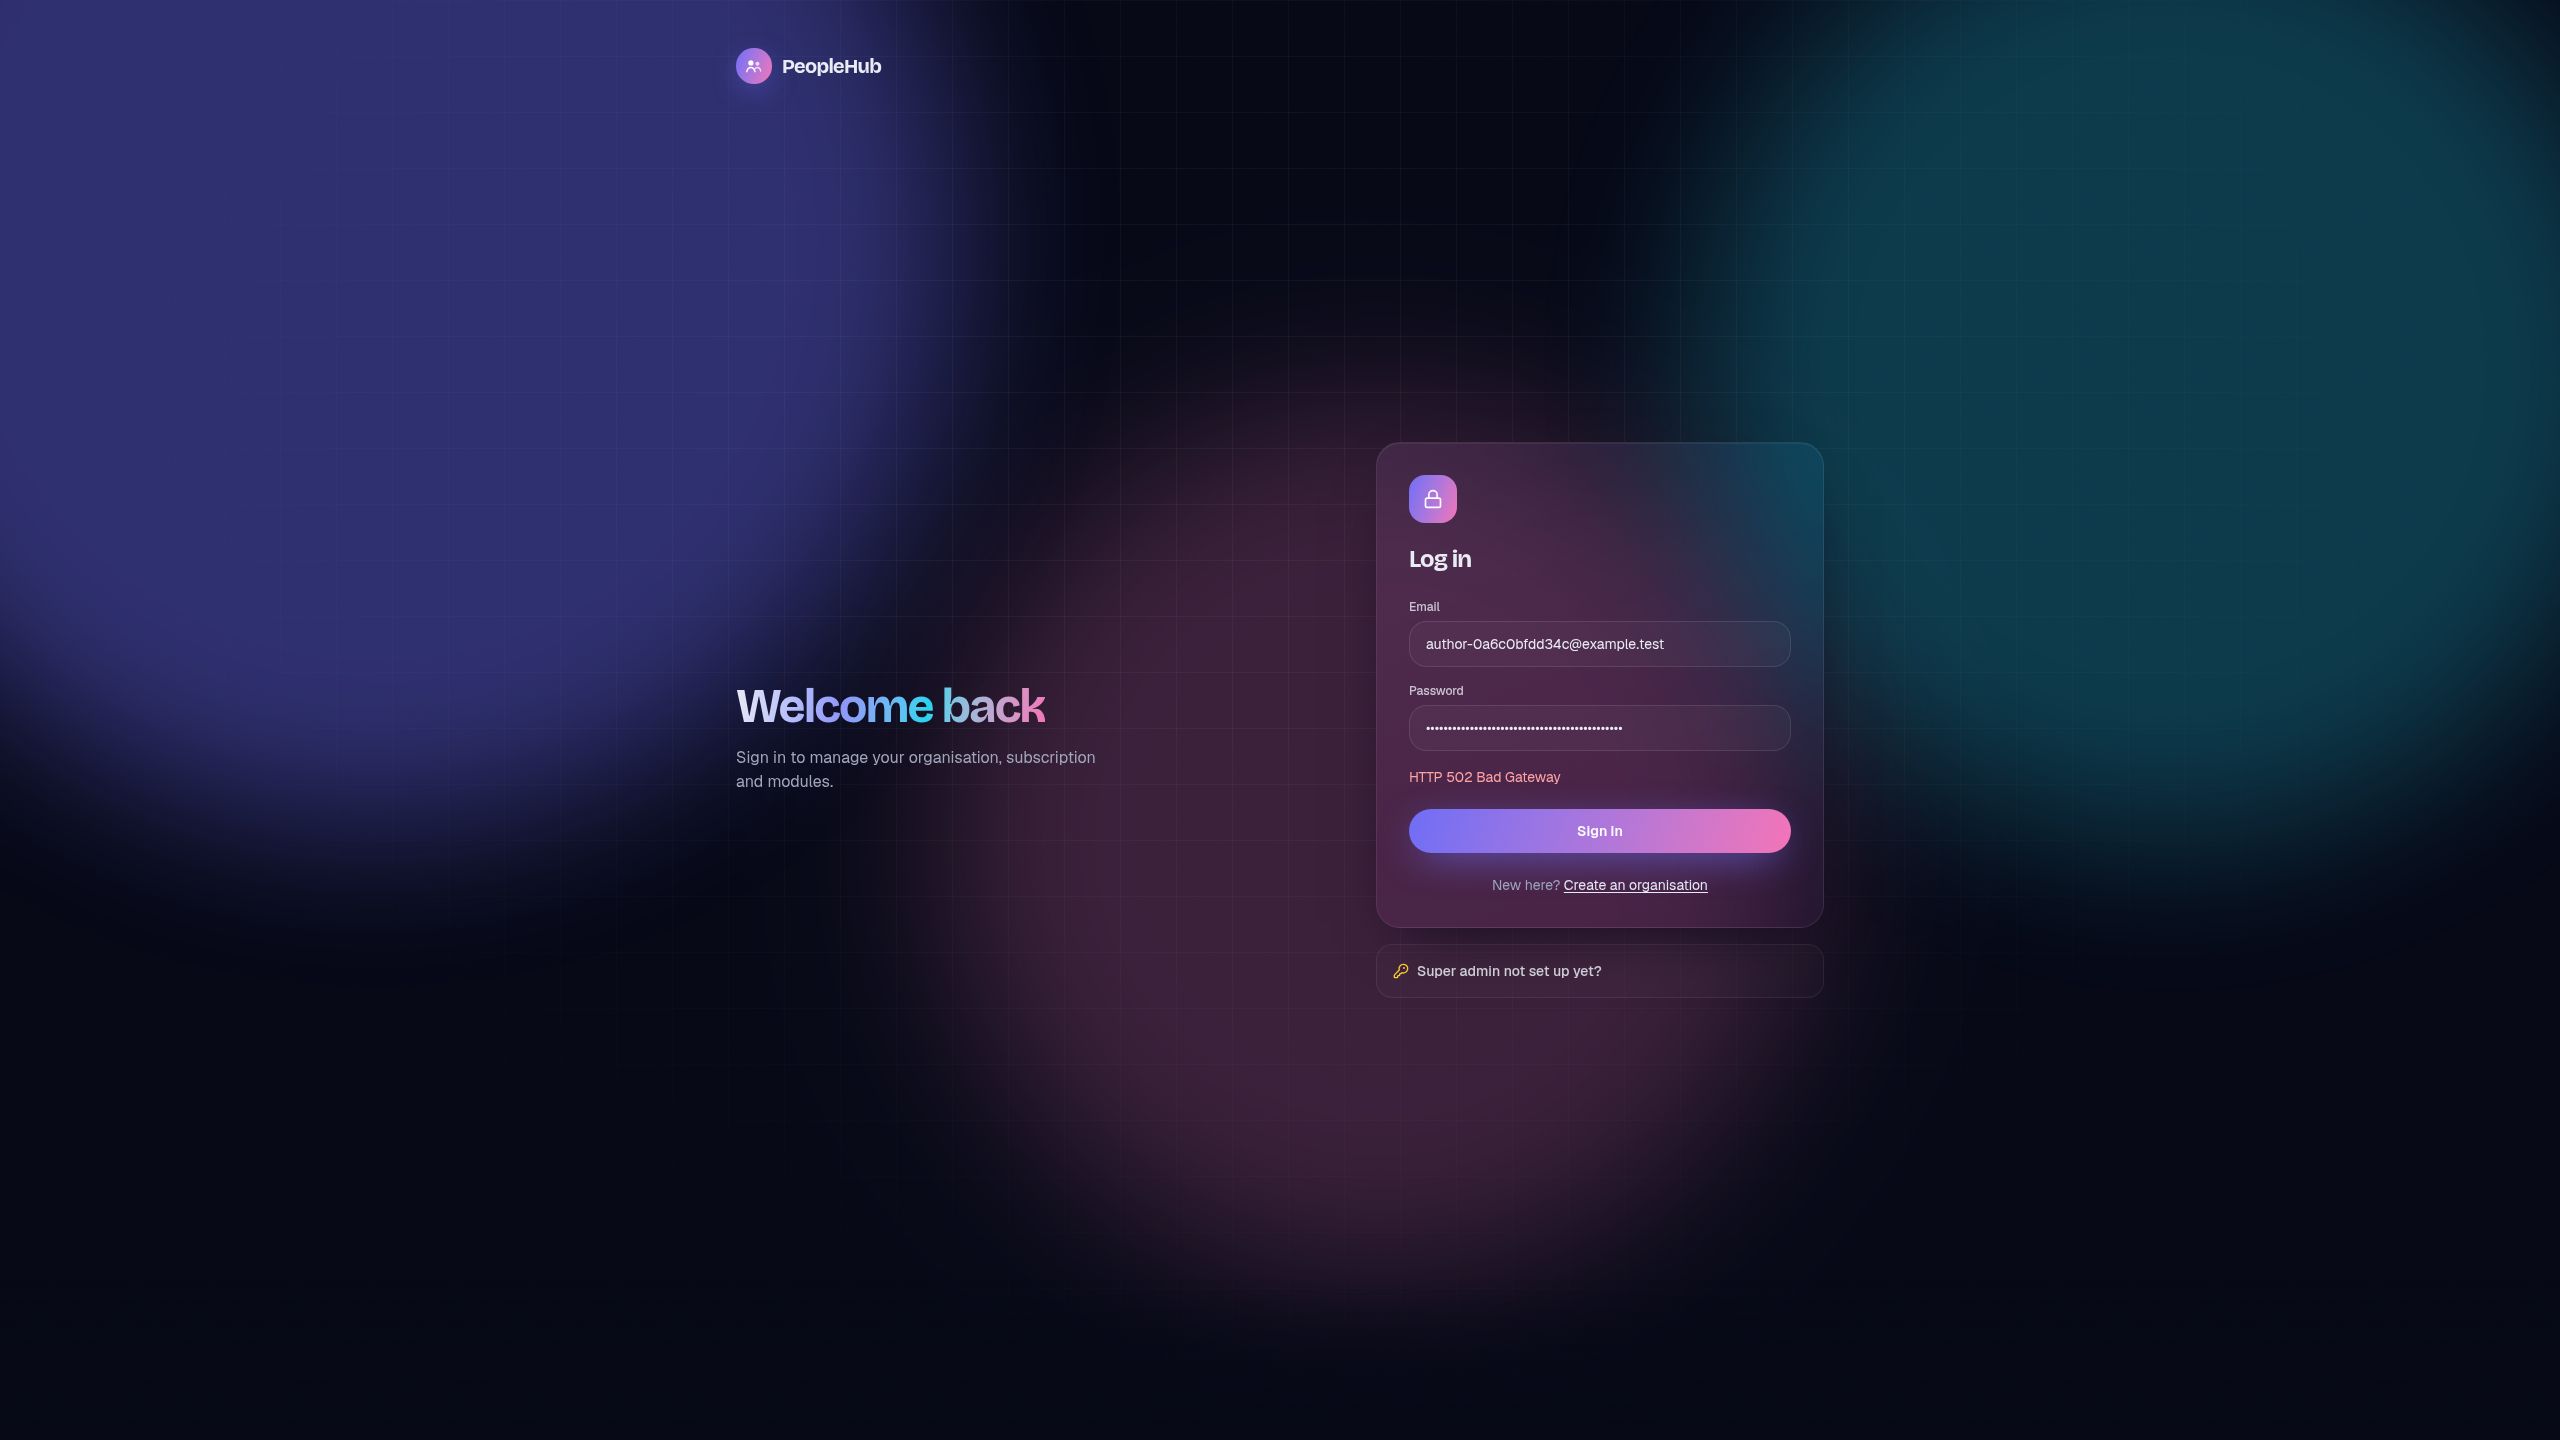 PeopleHub
Welcome back
Sign in to manage your organisation, subscription
and modules.
Log in
Email
author-0a6c0bfdd34c@example.test
Password
HTTP 502 Bad Gateway
Sign in
New here? Create an organisation
Super admin not set up yet?